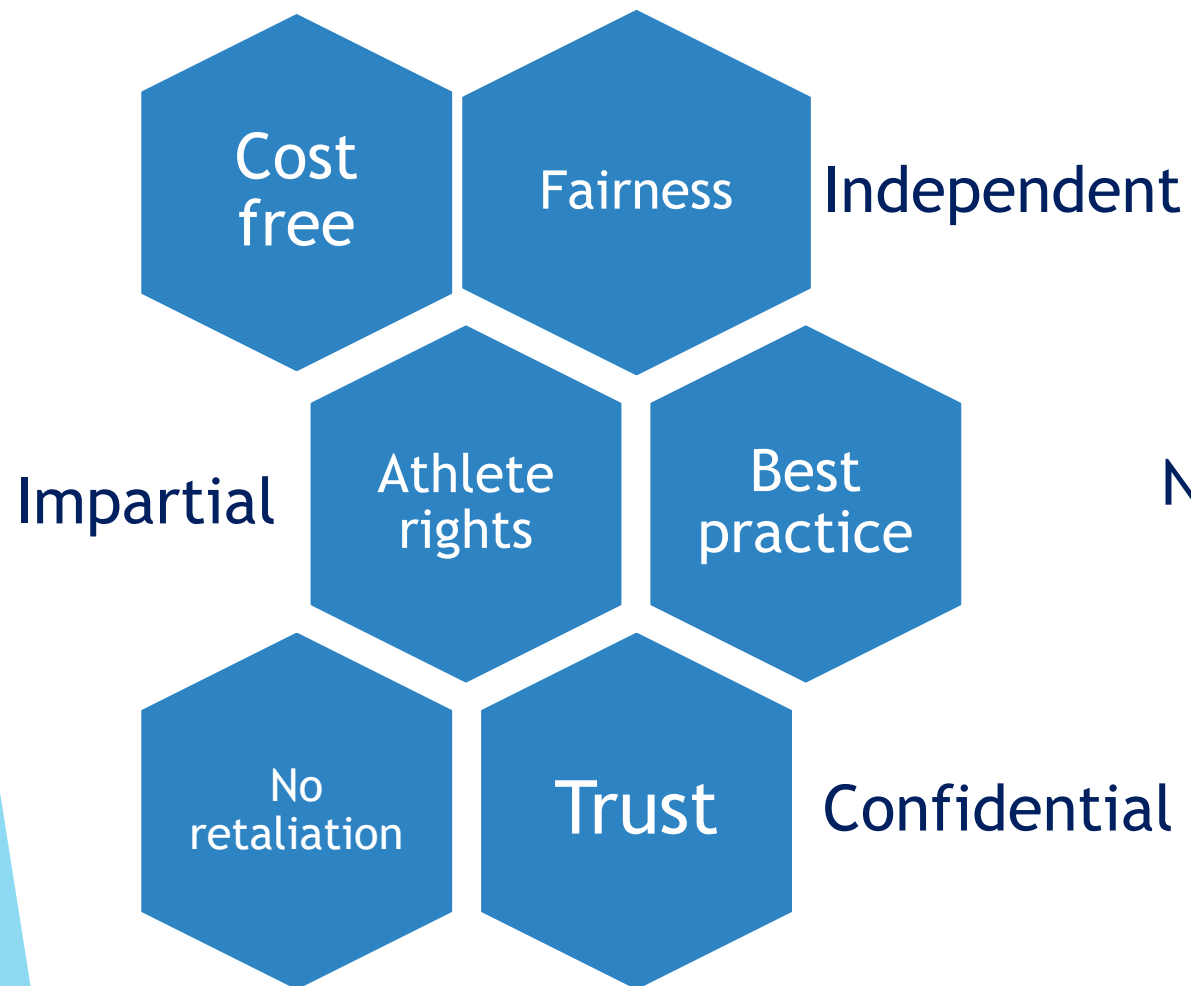 Cost
free
Fairness
Independent
Impartial
Athlete
rights
Best
practice
No
retaliation
Trust
Confidential